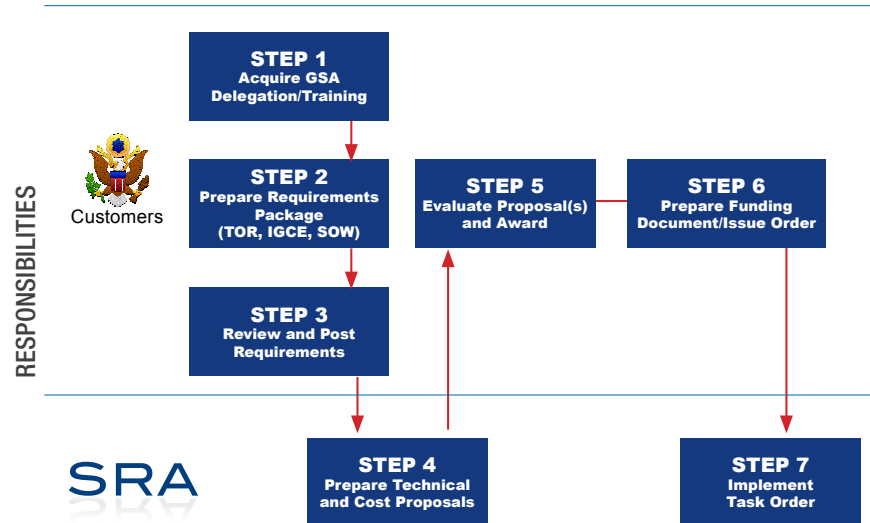 RESPONSIBILITIES
Customers
STEP 1
Acquire GSA
Delegation/Training
STEP 2
Prepare Requirements
Package
(TOR, IGCE, SOW)
STEP 3
Review and Post
Requirements
STEP 5
Evaluate Proposal(s)
and Award
STEP 6
Prepare Funding
Document/Issue Order
SRA
STEP 4
Prepare Technical
and Cost Proposals
STEP 7
Implement
Task Order